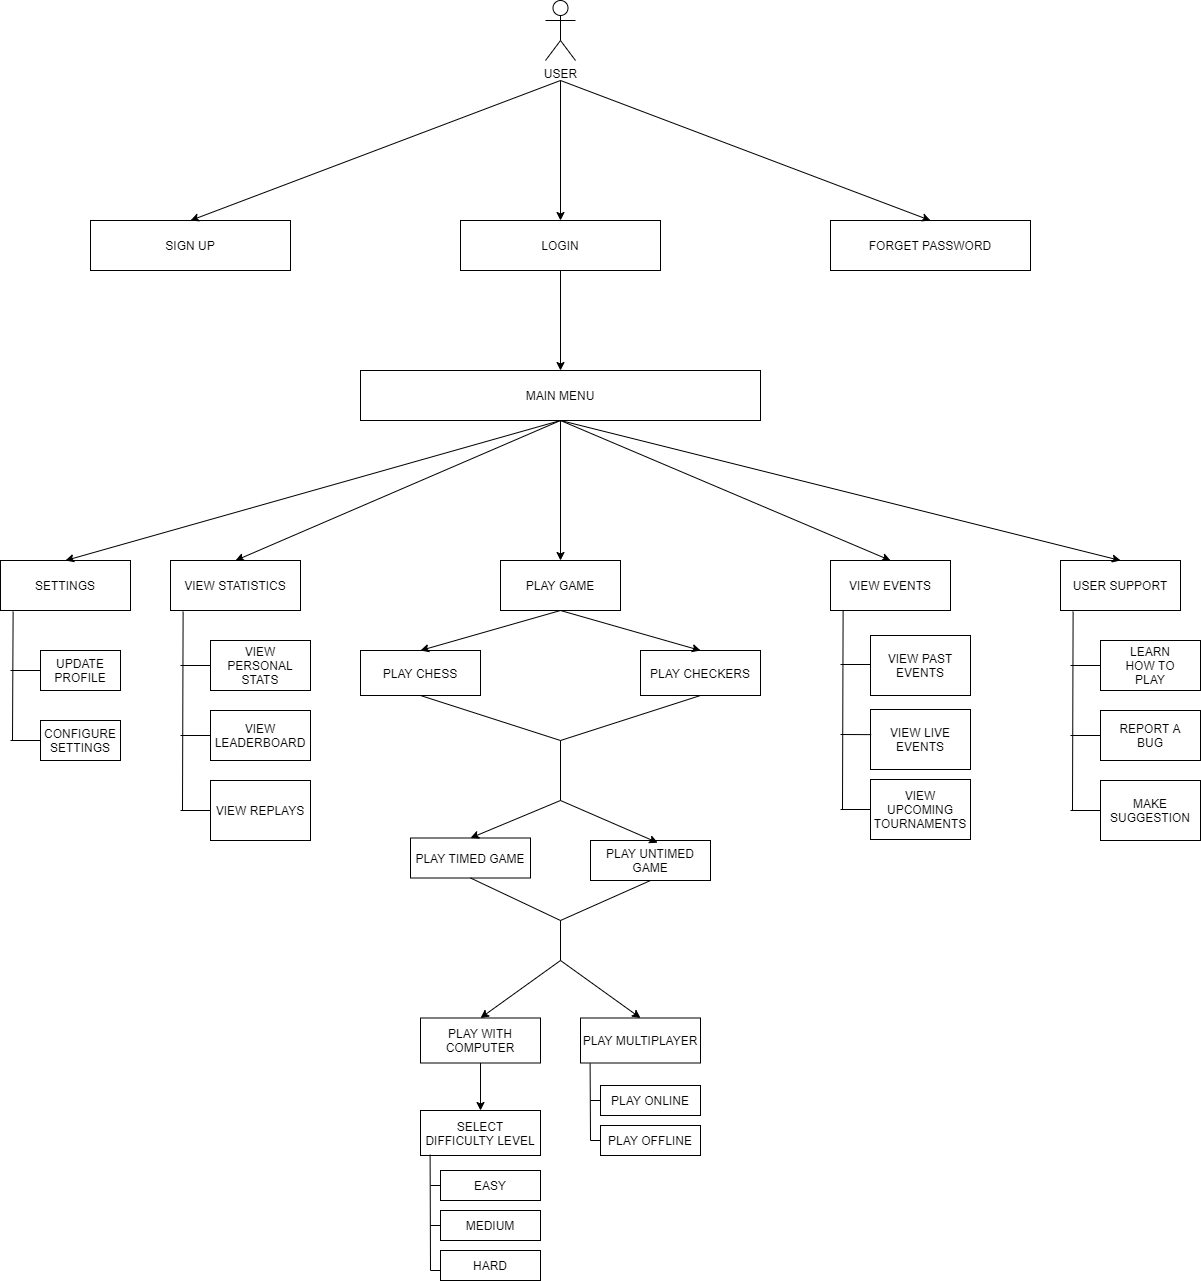 USER
SIGN UP
LOGIN
FORGET PASSWORD
MAIN MENU
SETTINGS
VIEW STATISTICS
PLAY GAME
VIEW EVENTS
USER SUPPORT
UPDATE
PROFILE
CONFIGURE
SETTINGS
VIEW
PERSONAL
STATS
VIEW
LEADERBOARD
VIEW REPLAYS
PLAY CHESS
PLAY CHECKERS
VIEW PAST
EVENTS
VIEW LIVE
EVENTS
VIEW
UPCOMING
TOURNAMENTS
LEARN
HOW TO
PLAY
REPORT A
BUG
MAKE
SUGGESTION
PLAY TIMED GAME
PLAY UNTIMED
GAME
PLAY WITH
COMPUTER
PLAY MULTIPLAYER
PLAY ONLINE
PLAY OFFLINE
SELECT
DIFFICULTY LEVEL
EASY
MEDIUM
HARD